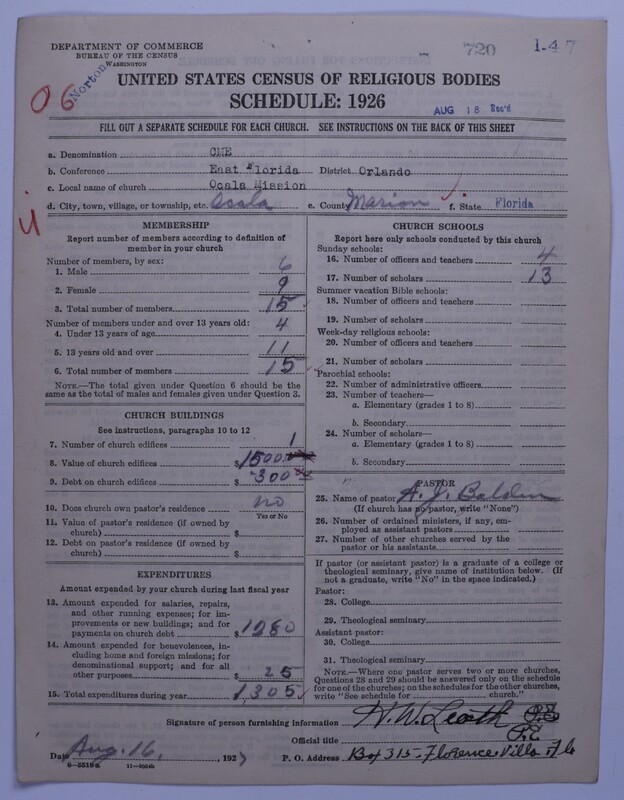 DEPARTMENT OF COMMERCE
BUREAU OF THE CENSUS
WASHINGTON
720
1-47
06
Norton
UNITED STATES CENSUS OF RELIGIOUS BODIES
SCHEDULE: 1926
AUG 18 Rec'd
FILL OUT A SEPARATE SCHEDULE FOR EACH CHURCH. SEE INSTRUCTIONS ON THE BACK OF THIS SHEET
a. Denomination CME
b. Conference East Florida District Orlando
c. Local name of church Ocala Mission
d. City, town, village, or township, etc. Ocala e. County Marion f. State Florida
MEMBERSHIP
Report number of members according to definition of
member in your church
Number of members, by sex:
1. Male 6
2. Female 9
3. Total number of members 15
Number of members under and over 13 years old:
4. Under 13 years of age 4
5. 13 years old and over 11
6. Total number of members 15
NOTE.—The total given under Question 6 should be
same as the total of males and females given under Question 3.
CHURCH BUILDINGS
See instructions, paragraphs 10 to 12
7. Number of church edifices 1
8. Value of church edifices $1500
9. Debt on church edifices $300
10. Does church own pastor's residence no
Yes or No
11. Value of pastor's residence (if owned by
church) $
12. Debt on pastor's residence (if owned by
church) $
EXPENDITURES
Amount expended by your church during last fiscal year
13. Amount expended for salaries, repairs,
and other running expenses; for im-
provements or new buildings; and for
payments on church debt $1280
14. Amount expended for benevolences, in-
cluding home and foreign missions; for
denominational support; and for all
other purposes $25
15. Total expenditures during year $1,305
CHURCH SCHOOLS
Report here only schools conducted by this church
Sunday schools:
16. Number of officers and teachers 4
17. Number of scholars 13
Summer vacation Bible schools:
18. Number of officers and teachers
19. Number of scholars
Week-day religious schools:
20. Number of officers and teachers
21. Number of scholars
Parochial schools:
22. Number of administrative officers
23. Number of teachers—
a. Elementary (grades 1 to 8)
b. Secondary
24. Number of scholars—
a. Elementary (grades 1 to 8)
b. Secondary
PASTOR
25. Name of pastor A. J. Balden
(If church has no pastor, write "None")
26. Number of ordained ministers, if any, em-
ployed as assistant pastors
27. Number of other churches served by the
pastor or his assistants
If pastor (or assistant pastor) is a graduate of a college or
theological seminary, give name of institution below. (If
not a graduate, write "No" in the space indicated.)
Pastor:
28. College
29. Theological seminary
Assistant pastor:
30. College
31. Theological seminary
NOTE.—Where one pastor serves two or more churches,
Questions 28 and 29 should be answered only on the schedule
for one of the churches; on the schedules for the other churches,
write "See schedule for church."
Signature of person furnishing information H. W. Leath P.E
Official title P.E
Date Aug. 16, 1927 P. O. Address Box 315-Florence Villa Fla
8-5519a 11-